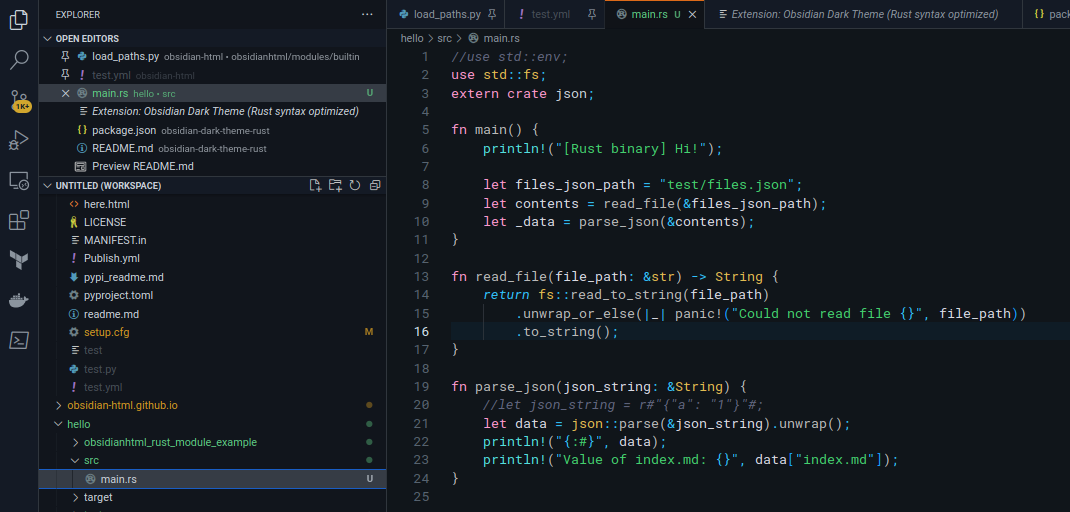 EXPLORER
OPEN EDITORS
load_paths.py obsidian-html • obsidianhtml/modules/builtin
test.yml obsidian-html
main.rs hello • src U
Extension: Obsidian Dark Theme (Rust syntax optimized)
package.json obsidian-dark-theme-rust
README.md obsidian-dark-theme-rust
Preview README.md
UNTITLED (WORKSPACE)
here.html
LICENSE
MANIFEST.in
Publish.yml
pypi_readme.md
pyproject.toml
readme.md
setup.cfg M
test
test.py
test.yml
obsidian-html.github.io
hello
obsidianhtml_rust_module_example
src
main.rs U
target
1K+
load_paths.py test.yml main.rs U Extension: Obsidian Dark Theme (Rust syntax optimized) {} pack
hello > src > main.rs
1 //use std::env;
2 use std::fs;
3 extern crate json;
4
5 fn main() {
6 println!("[Rust binary] Hi!");
7
8 let files_json_path = "test/files.json";
9 let contents = read_file(&files_json_path);
10 let _data = parse_json(&contents);
11 }
12
13 fn read_file(file_path: &str) -> String {
14 return fs::read_to_string(file_path)
15 .unwrap_or_else(|_| panic!("Could not read file {}", file_path))
16 .to_string();
17 }
18
19 fn parse_json(json_string: &String) {
20 //let json_string = r#"{"a": "1"}"#;
21 let data = json::parse(&json_string).unwrap();
22 println!("{:#}", data);
23 println!("Value of index.md: {}", data["index.md"]);
24 }
25